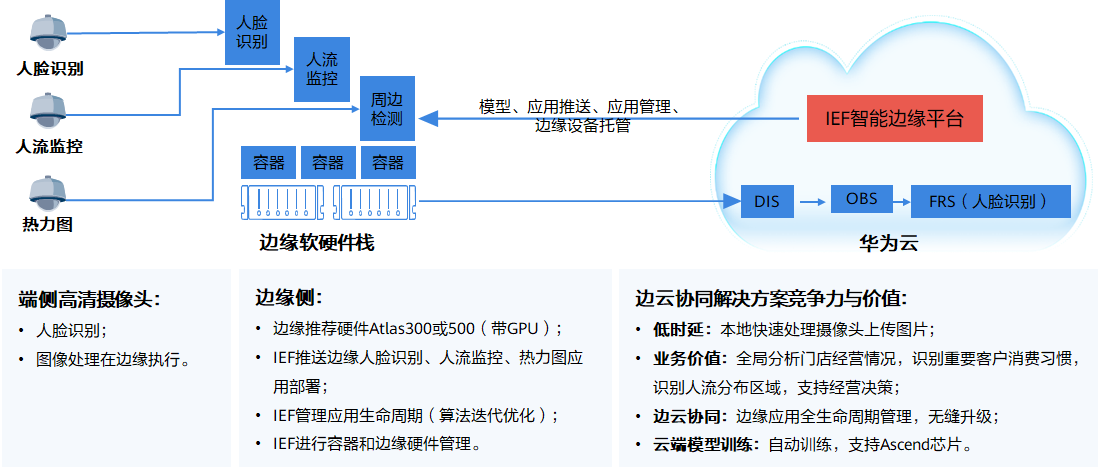 人脸识别
人流监控
热力图
人脸
识别
人流
监控
周边
检测
容器 容器 容器
边缘软硬件栈
模型、应用推送、应用管理、
边缘设备托管
IEF智能边缘平台
DIS OBS FRS（人脸识别）
华为云
端侧高清摄像头：
• 人脸识别；
• 图像处理在边缘执行。
边缘侧：
• 边缘推荐硬件Atlas300或500（带GPU）；
• IEF推送边缘人脸识别、人流监控、热力图应
用部署；
• IEF管理应用生命周期（算法迭代优化）；
• IEF进行容器和边缘硬件管理。
边云协同解决方案竞争力与价值：
• 低时延：本地快速处理摄像头上传图片；
• 业务价值：全局分析门店经营情况，识别重要客户消费习惯，
识别人流分布区域，支持经营决策；
• 边云协同：边缘应用全生命周期管理，无缝升级；
• 云端模型训练：自动训练，支持Ascend芯片。